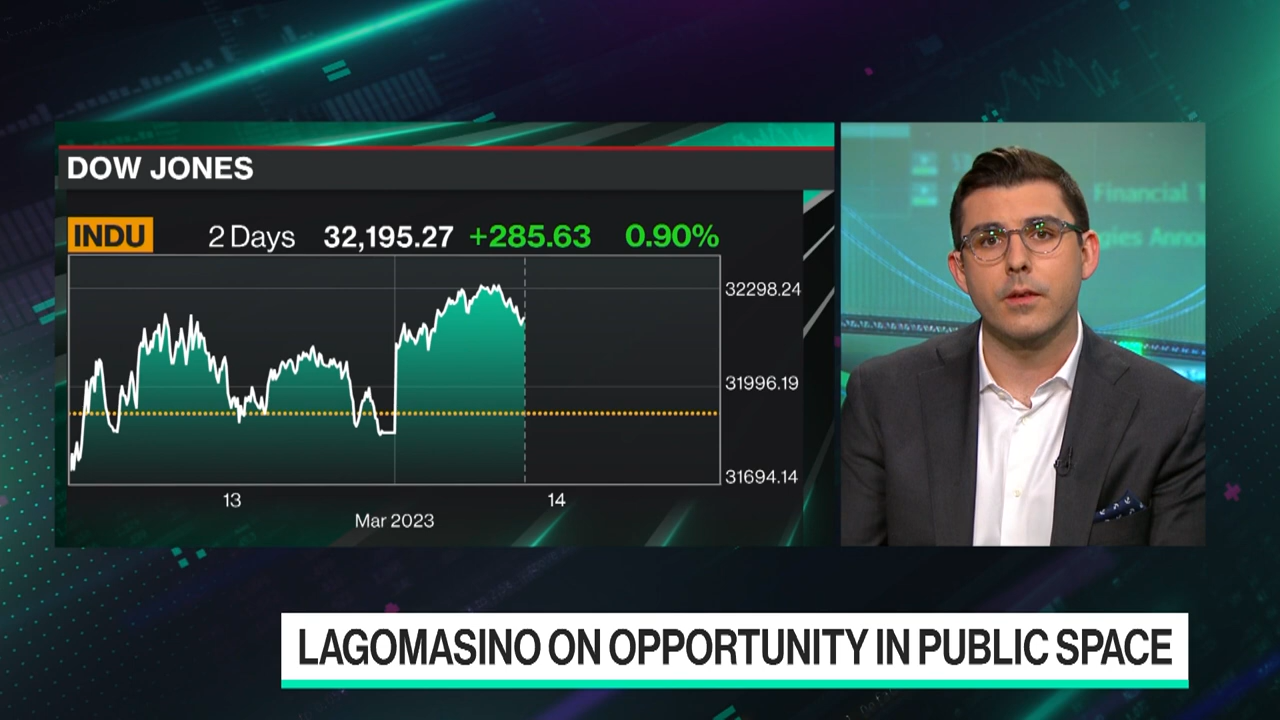 DOW JONES
INDU 2 Days 32,195.27 +285.63 0.90%
32298.24
31996.19
31694.14
13 14
Mar 2023
Financial
LAGOMASINO ON OPPORTUNITY IN PUBLIC SPACE